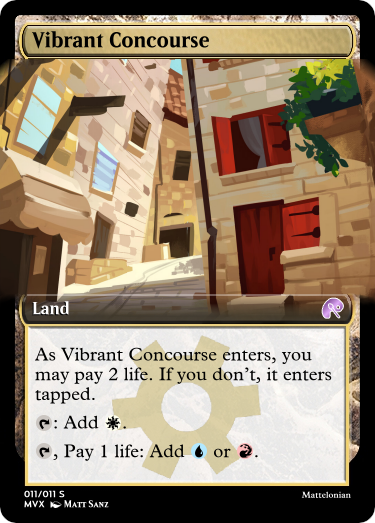 Vibrant Concourse
Land
As Vibrant Concourse enters, you
may pay 2 life. If you don't, it enters
tapped.
: Add .
, Pay 1 life: Add or .
011/011 S
MVX Matt Sanz
Mattelonian